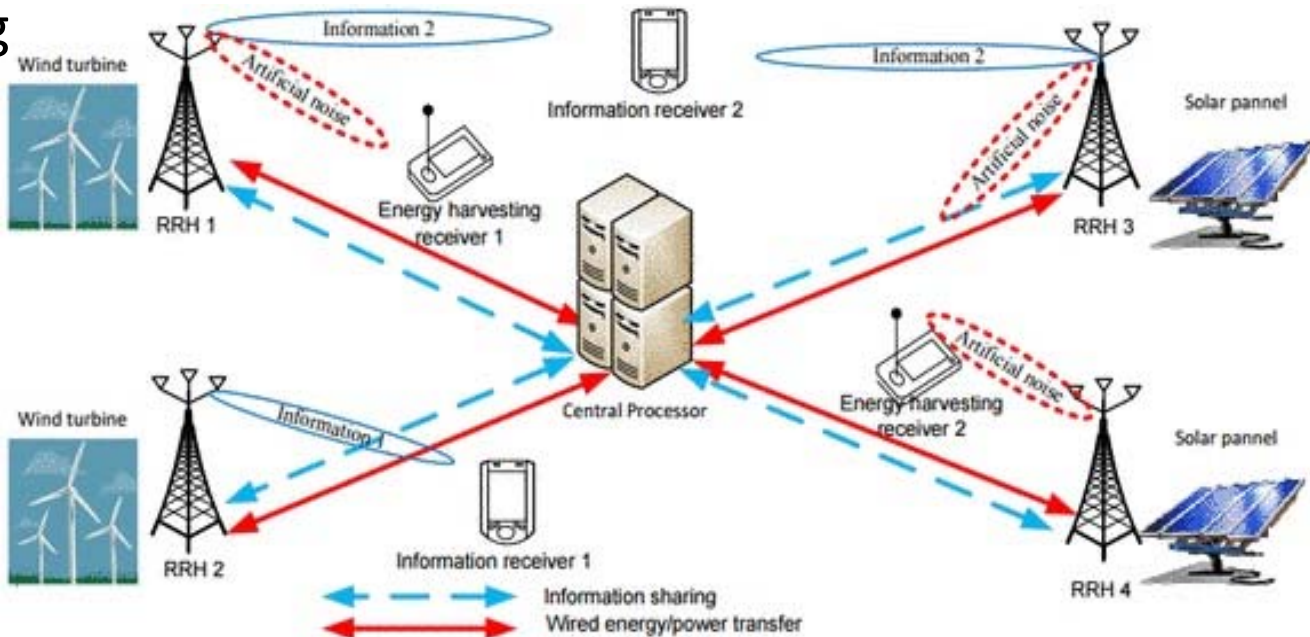 g
Information 2
Information 2
Wind turbine
Artificial noise
Information receiver 2
Artificial noise
Solar pannel
Energy harvesting
receiver 1
RRH 1
RRH 3
Artificial noise
Wind turbine
Information 1
Central Processor
Energy harvesting
receiver 2
Solar pannel
Information receiver 1
RRH 2
RRH 4
Information sharing
Wired energy/power transfer